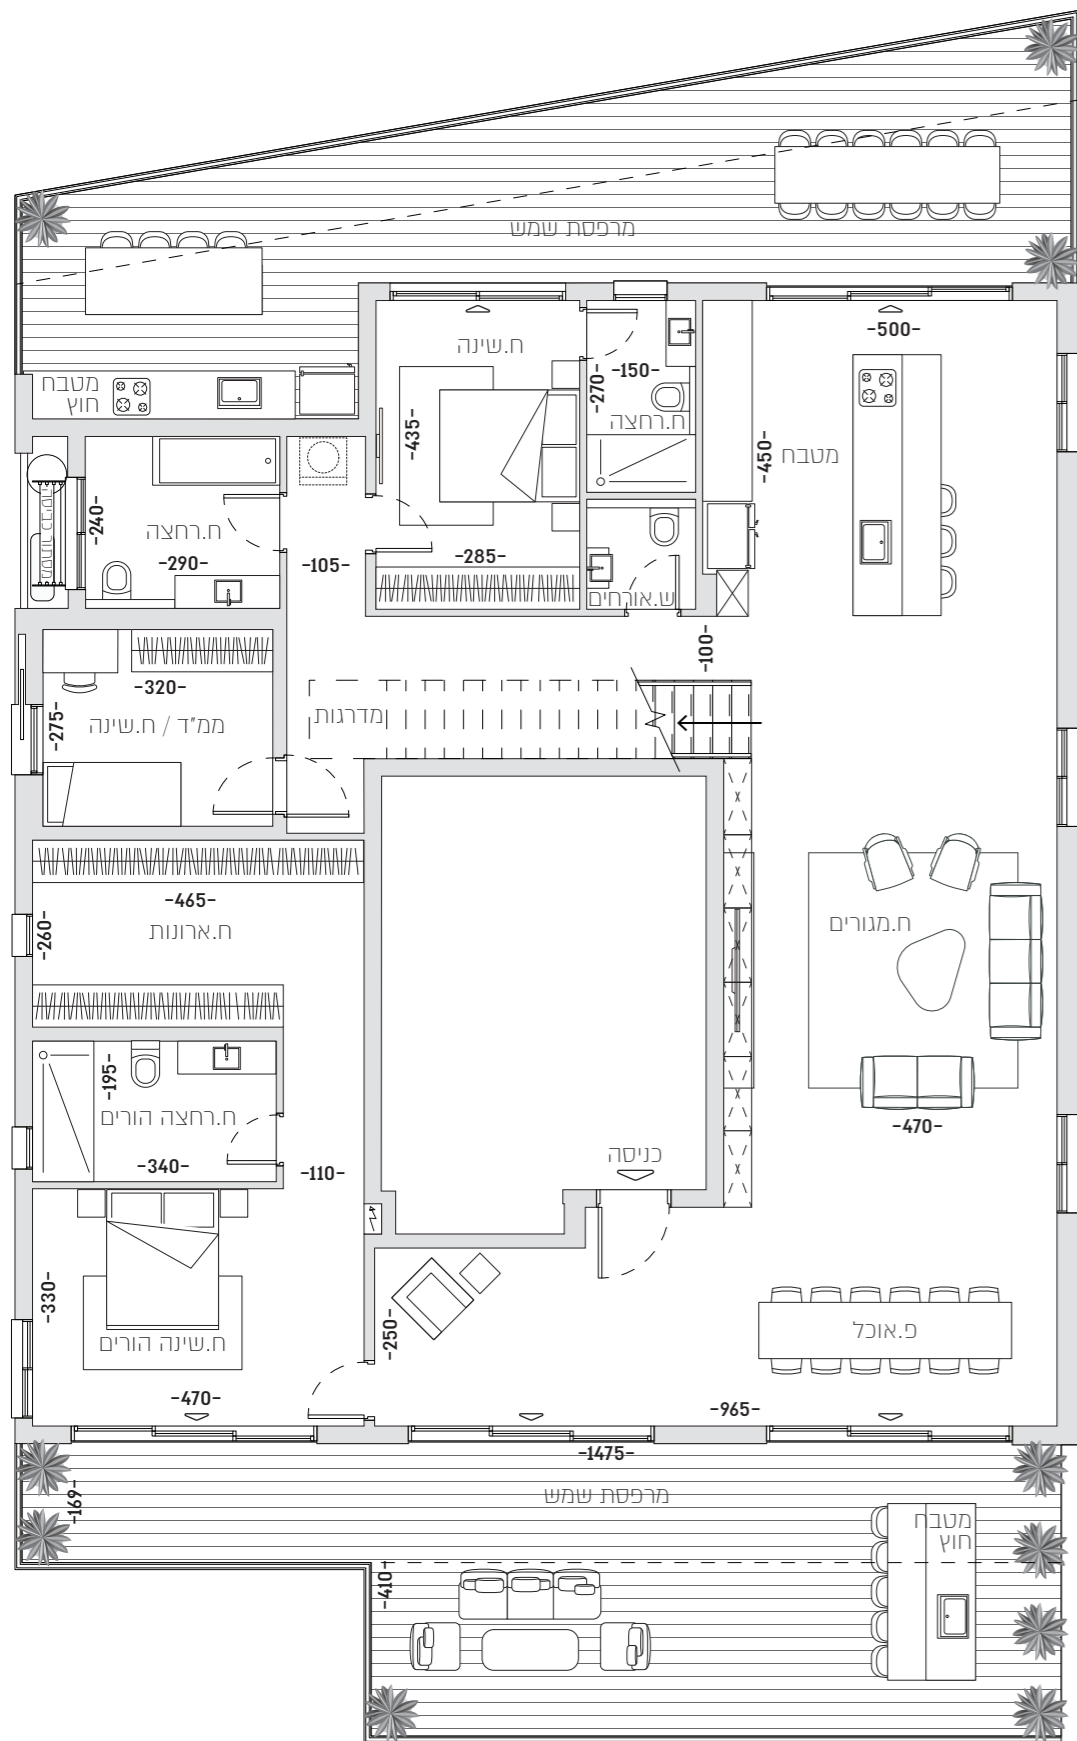 מרפסת שמש
-500-
ח.שינה
-150-
-270-
ח.רחצה
מטבח
חוץ
-435-
-450-
מטבח
-240-
ח.רחצה
-290-
-105-
-285-
מסתור כביסה
ש.אורחים
-100-
-320-
-275-
ממ"ד / ח.שינה
מדרגות
-465-
-260-
ח.ארונות
ח.מגורים
-195-
ח.רחצה הורים
-340-
-110-
-470-
כניסה
-330-
ח.שינה הורים
-250-
פ.אוכל
-470-
-965-
-1475-
מרפסת שמש
-169-
מטבח
חוץ
-410-